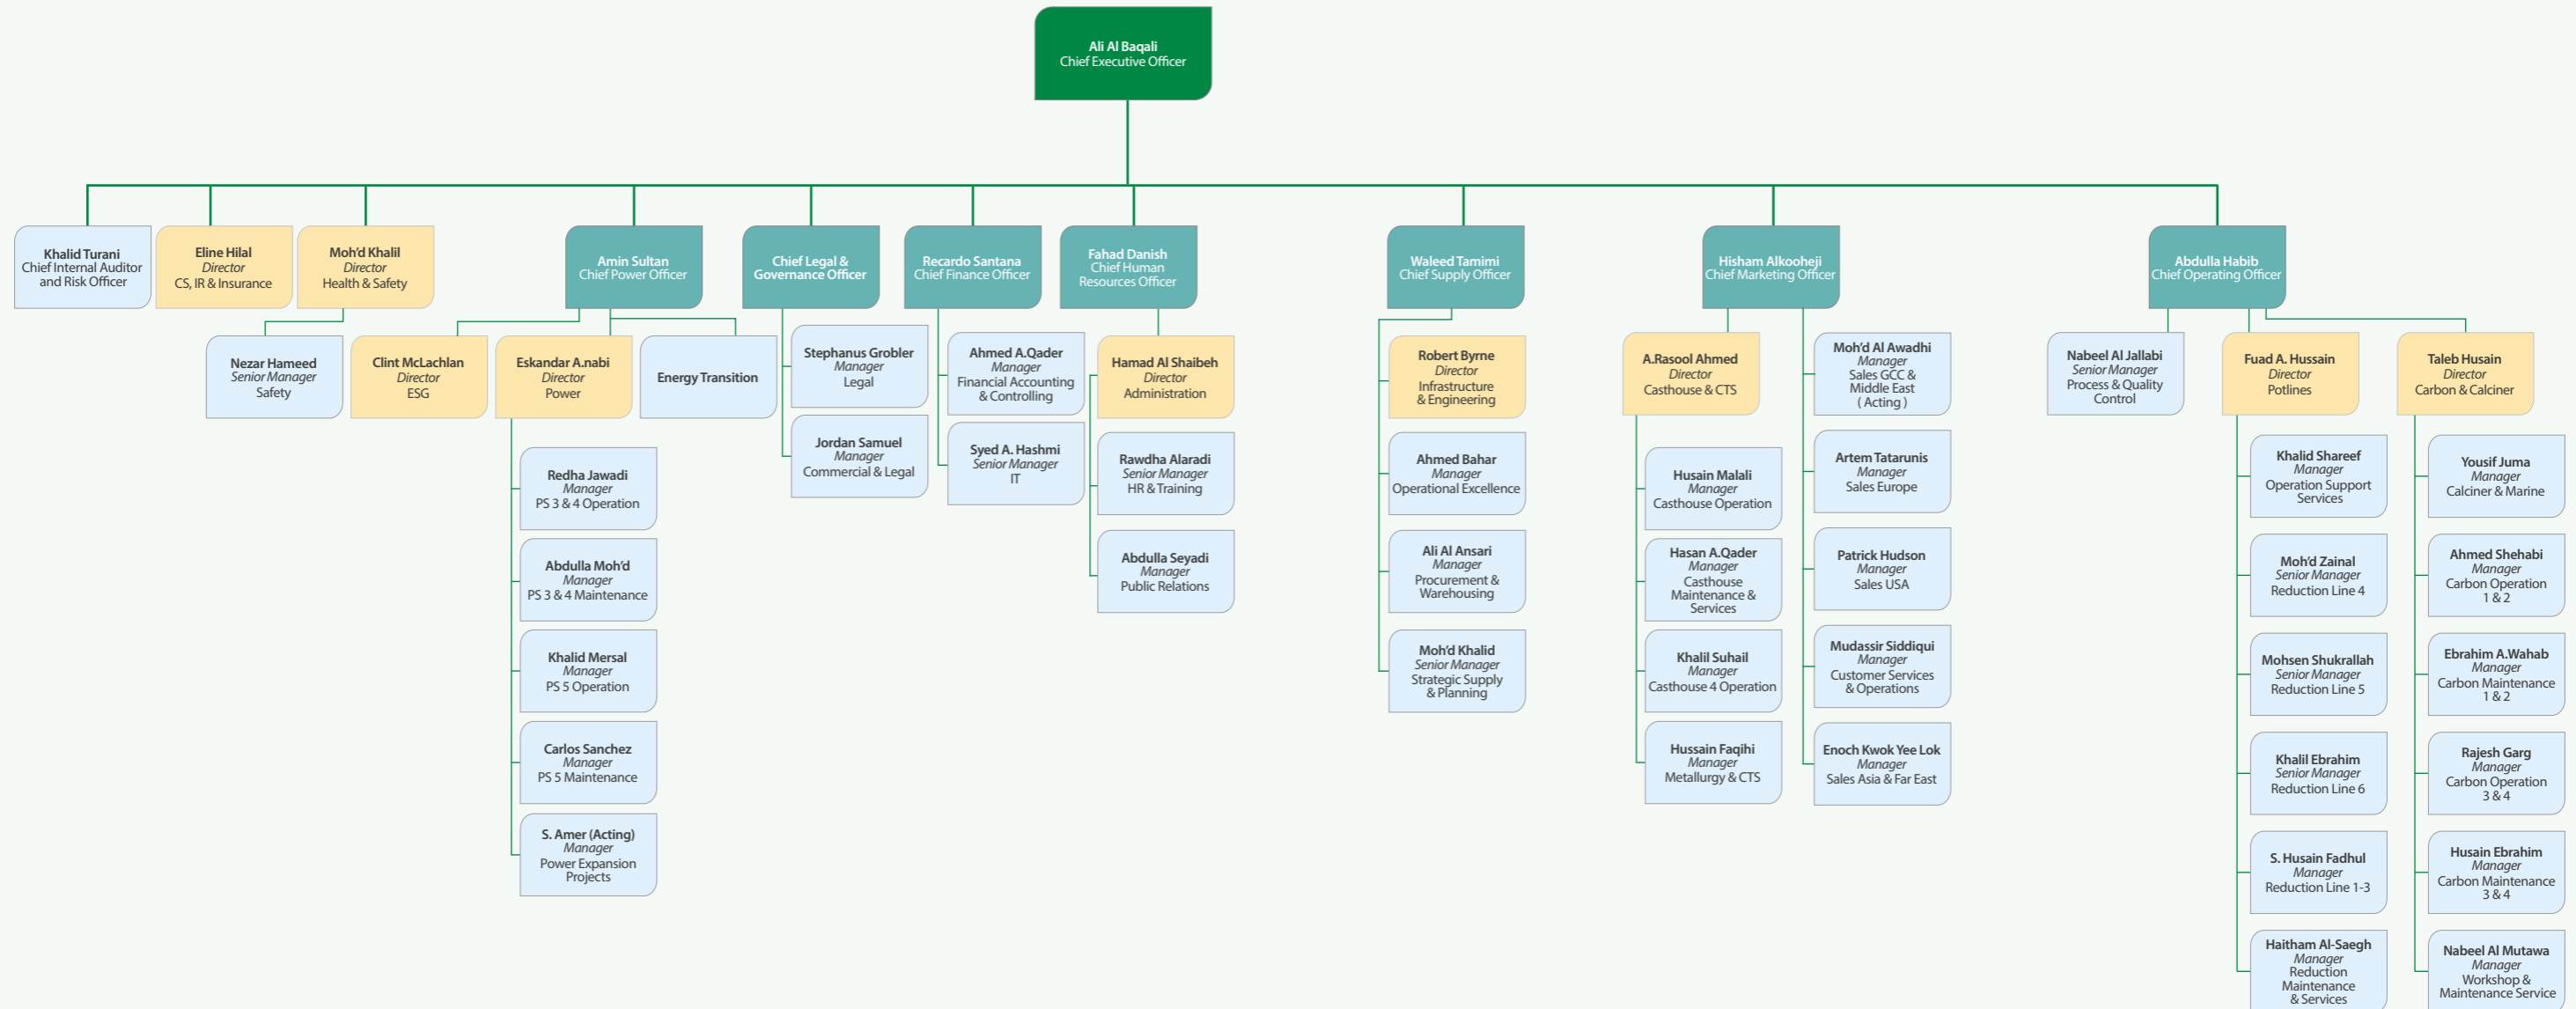 Ali Al Baqali
Chief Executive Officer
Khalid Turani
Chief Internal Auditor
and Risk Officer
Eline Hilal
Director
CS, IR & Insurance
Moh’d Khalil
Director
Health & Safety
Amin Sultan
Chief Power Officer
Chief Legal &
Governance Officer
Recardo Santana
Chief Finance Officer
Fahad Danish
Chief Human
Resources Officer
Waleed Tamimi
Chief Supply Officer
Hisham Alkooheji
Chief Marketing Officer
Abdulla Habib
Chief Operating Officer
Nezar Hameed
Senior Manager
Safety
Clint McLachlan
Director
ESG
Eskandar A.nabi
Director
Power
Energy Transition
Redha Jawadi
Manager
PS 3 & 4 Operation
Abdulla Moh’d
Manager
PS 3 & 4 Maintenance
Khalid Mersal
Manager
PS 5 Operation
Carlos Sanchez
Manager
PS 5 Maintenance
S. Amer (Acting)
Manager
Power Expansion
Projects
Stephanus Grobler
Manager
Legal
Jordan Samuel
Manager
Commercial & Legal
Ahmed A.Qader
Manager
Financial Accounting
& Controlling
Syed A. Hashmi
Senior Manager
IT
Hamad Al Shaibeh
Director
Administration
Rawdha Alaradi
Senior Manager
HR & Training
Abdulla Seyadi
Manager
Public Relations
Robert Byrne
Director
Infrastructure
& Engineering
Ahmed Bahar
Manager
Operational Excellence
Ali Al Ansari
Manager
Procurement &
Warehousing
Moh’d Khalid
Senior Manager
Strategic Supply
& Planning
A.Rasool Ahmed
Director
Casthouse & CTS
Husain Malali
Manager
Casthouse Operation
Hasan A.Qader
Manager
Casthouse
Maintenance &
Services
Khalil Suhail
Manager
Casthouse 4 Operation
Hussain Faqihi
Manager
Metallurgy & CTS
Moh’d Al Awadhi
Manager
Sales GCC &
Middle East
( Acting )
Artem Tatarunis
Manager
Sales Europe
Patrick Hudson
Manager
Sales USA
Mudassir Siddiqui
Manager
Customer Services
& Operations
Enoch Kwok Yee Lok
Manager
Sales Asia & Far East
Nabeel Al Jallabi
Senior Manager
Process & Quality
Control
Fuad A. Hussain
Director
Potlines
Khalid Shareef
Manager
Operation Support
Services
Moh’d Zainal
Senior Manager
Reduction Line 4
Mohsen Shukrallah
Senior Manager
Reduction Line 5
Khalil Ebrahim
Senior Manager
Reduction Line 6
S. Husain Fadhul
Manager
Reduction Line 1-3
Haitham Al-Saegh
Manager
Reduction
Maintenance
& Services
Taleb Husain
Director
Carbon & Calciner
Yousif Juma
Manager
Calciner & Marine
Ahmed Shehabi
Manager
Carbon Operation
1 & 2
Ebrahim A.Wahab
Manager
Carbon Maintenance
1 & 2
Rajesh Garg
Manager
Carbon Operation
3 & 4
Husain Ebrahim
Manager
Carbon Maintenance
3 & 4
Nabeel Al Mutawa
Manager
Workshop &
Maintenance Service